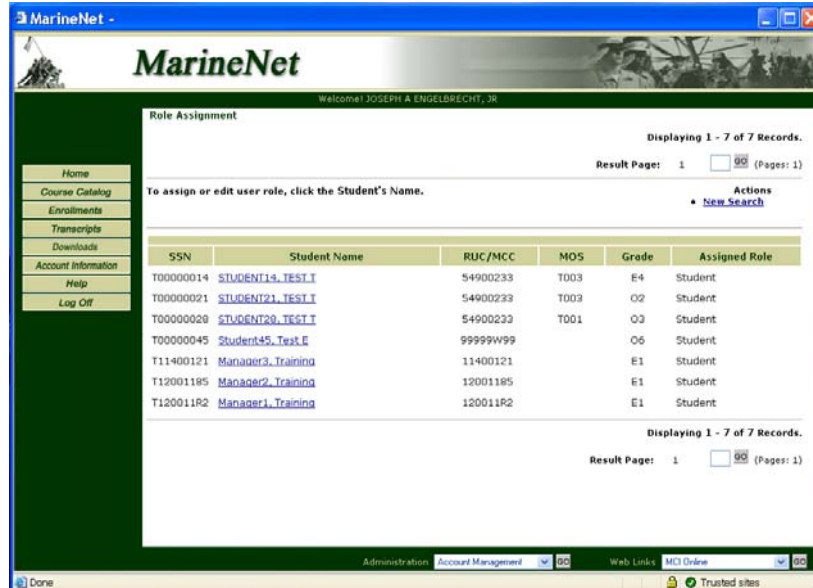 MarineNet -
MarineNet
Welcome! JOSEPH A ENGELBRECHT, JR
Role Assignment
Displaying 1 - 7 of 7 Records.
Result Page: 1 GO (Pages: 1)
Home
Course Catalog
Enrollments
Transcripts
Downloads
Account Information
Help
Log Off
To assign or edit user role, click the Student's Name.
Actions
• New Search
SSN Student Name RUC/MCC MOS Grade Assigned Role
T00000014 STUDENT14, TEST T 54900233 T003 E4 Student
T00000021 STUDENT21, TEST T 54900233 T003 O2 Student
T00000028 STUDENT28, TEST T 54900233 T001 O3 Student
T00000045 Student45, Test E 99999W99 O6 Student
T11400121 Manager3, Training 11400121 E1 Student
T12001185 Manager2, Training 12001185 E1 Student
T120011R2 Manager1, Training 120011R2 E1 Student
Displaying 1 - 7 of 7 Records.
Result Page: 1 GO (Pages: 1)
Administration Account Management GO Web Links MCI Online GO
Done Trusted sites